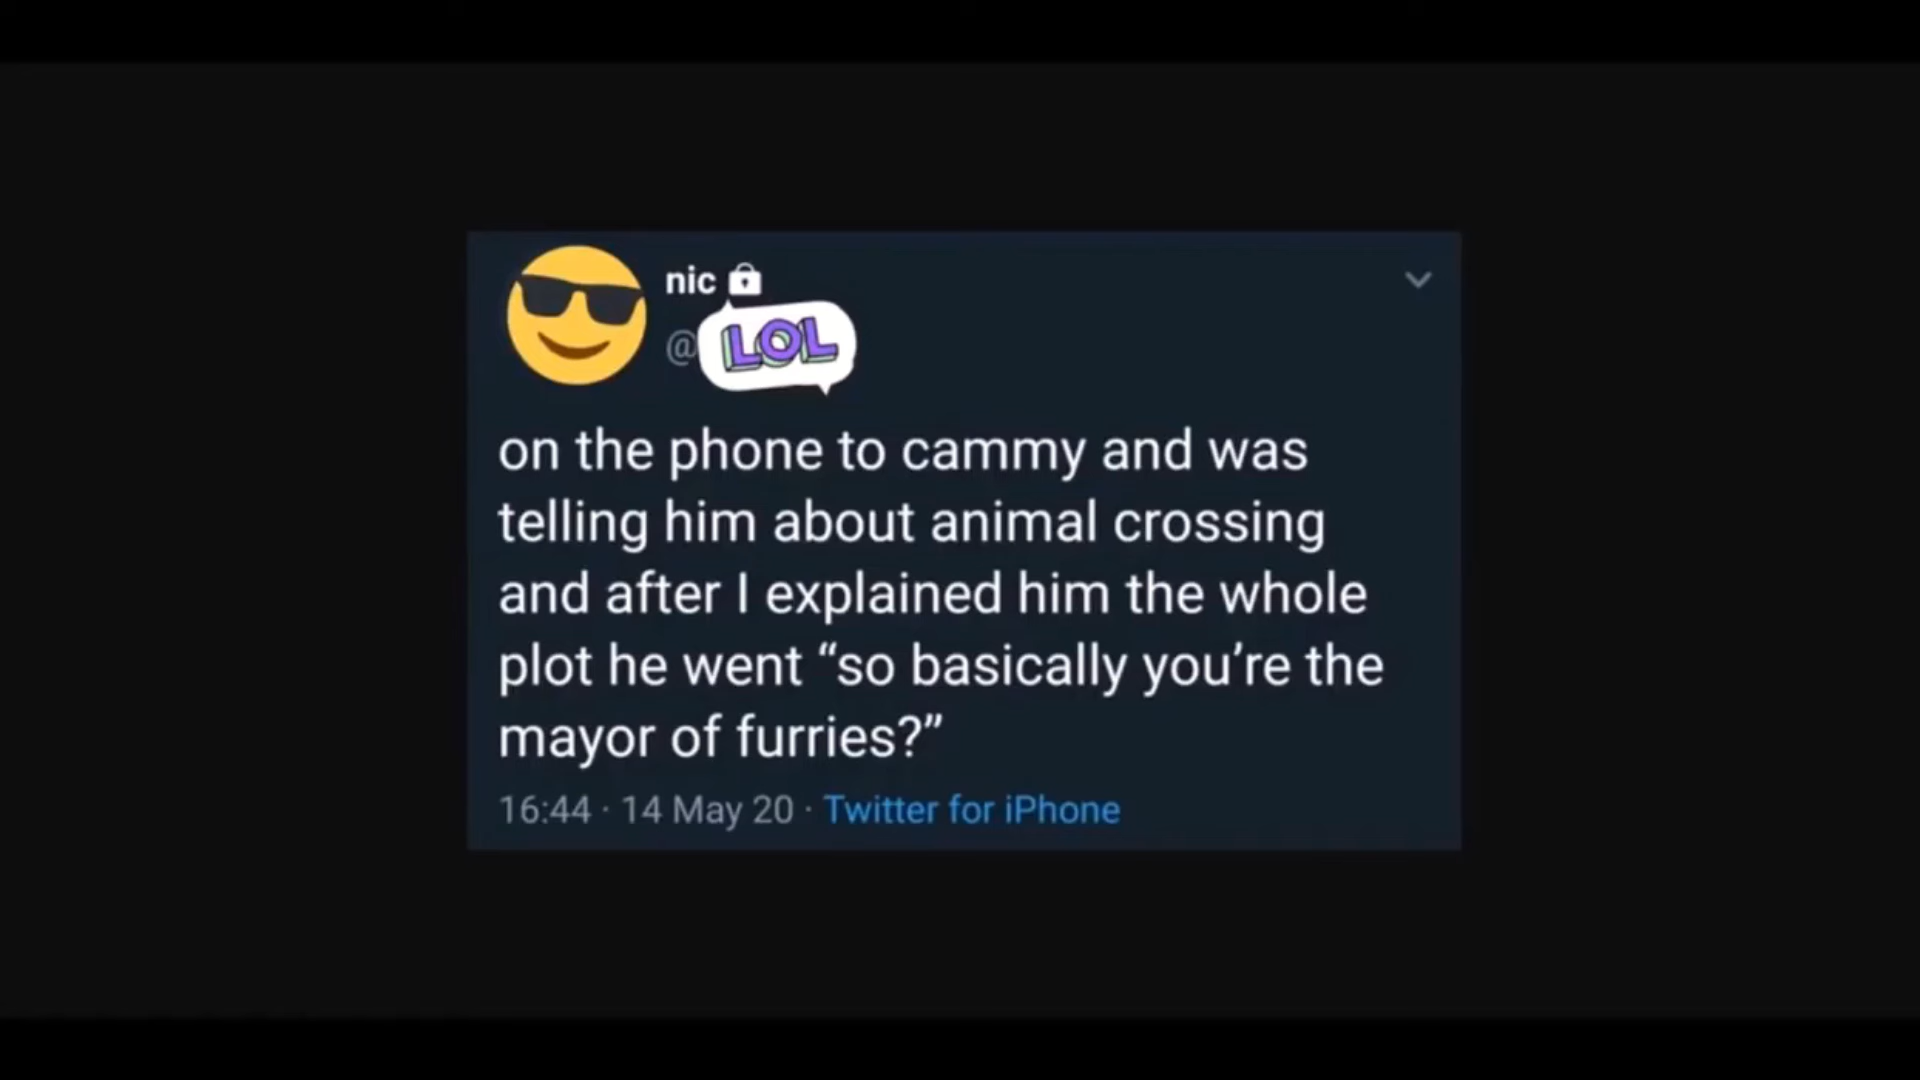 nic
@
LOL
on the phone to cammy and was
telling him about animal crossing
and after I explained him the whole
plot he went “so basically you’re the
mayor of furries?”
16:44 · 14 May 20 · Twitter for iPhone